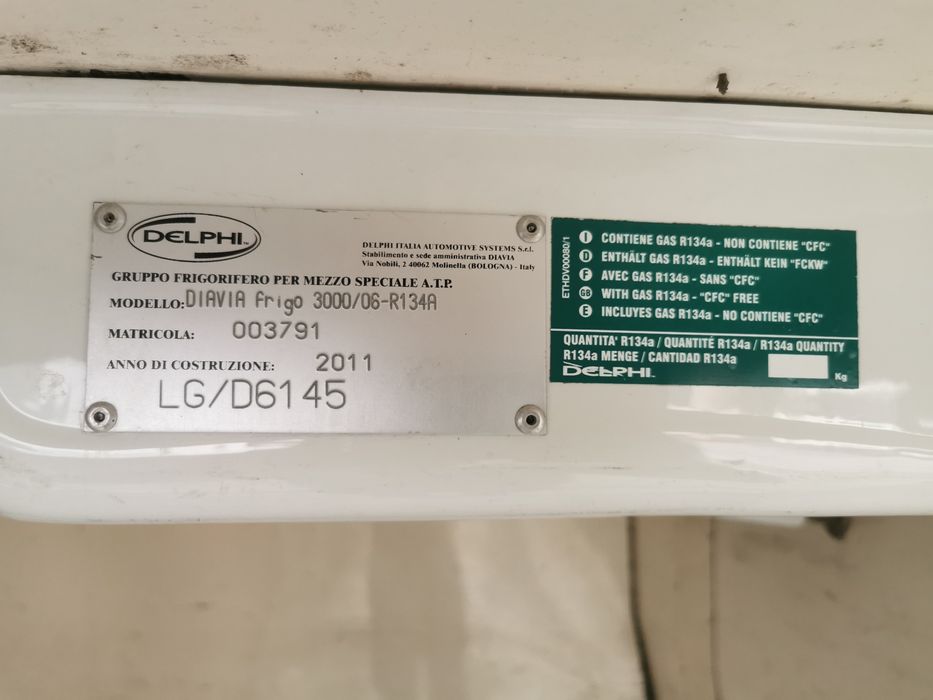 DELPHI
DELPHI ITALIA AUTOMOTIVE SYSTEMS S.r.l.
Stabilimento e sede amministrativa DIAVIA
Via Nobili, 2 40062 Molinella (BOLOGNA) - Italy
GRUPPO FRIGORIFERO PER MEZZO SPECIALE A.T.P.
MODELLO: DIAVIA Frigo 3000/06-R134A
MATRICOLA: 003791
ANNO DI COSTRUZIONE: 2011
LG/D6145
ETHDV00080/1
I CONTIENE GAS R134a - NON CONTIENE "CFC"
D ENTHÄLT GAS R134a - ENTHÄLT KEIN "FCKW"
F AVEC GAS R134a - SANS "CFC"
GB WITH GAS R134a - "CFC" FREE
E INCLUYES GAS R134a - NO CONTIENE "CFC"
QUANTITA' R134a / QUANTITÉ R134a / R134a QUANTITY
R134a MENGE / CANTIDAD R134a
DELPHI
Kg